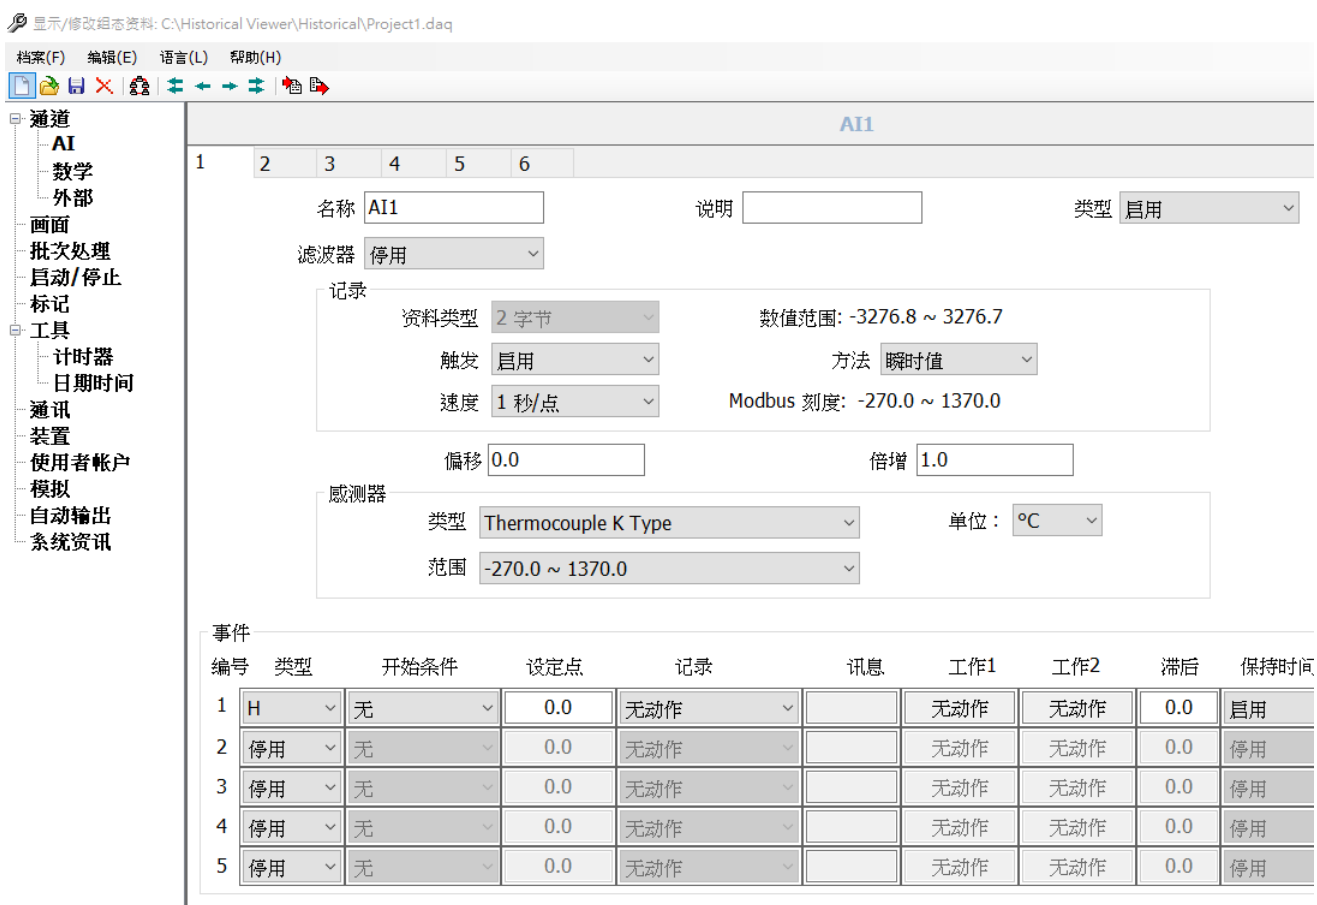 显示/修改组态资料: C:\Historical Viewer\Historical\Project1.daq
档案(F) 编辑(E) 语言(L) 帮助(H)
通道
AI
数学
外部
画面
批次处理
启动/停止
标记
工具
计时器
日期时间
通讯
装置
使用者帐户
模拟
自动输出
系统资讯
AI1
1 2 3 4 5 6
名称 AI1 说明 类型 启用
滤波器 停用
记录
资料类型 2 字节 数值范围: -3276.8 ~ 3276.7
触发 启用 方法 瞬时值
速度 1 秒/点 Modbus 刻度: -270.0 ~ 1370.0
偏移 0.0 倍增 1.0
感测器
类型 Thermocouple K Type 单位： °C
范围 -270.0 ~ 1370.0
事件
编号 类型 开始条件 设定点 记录 讯息 工作1 工作2 滞后 保持时间
1 H 无 0.0 无动作 无动作 无动作 0.0 启用
2 停用 无 0.0 无动作 无动作 无动作 0.0 停用
3 停用 无 0.0 无动作 无动作 无动作 0.0 停用
4 停用 无 0.0 无动作 无动作 无动作 0.0 停用
5 停用 无 0.0 无动作 无动作 无动作 0.0 停用